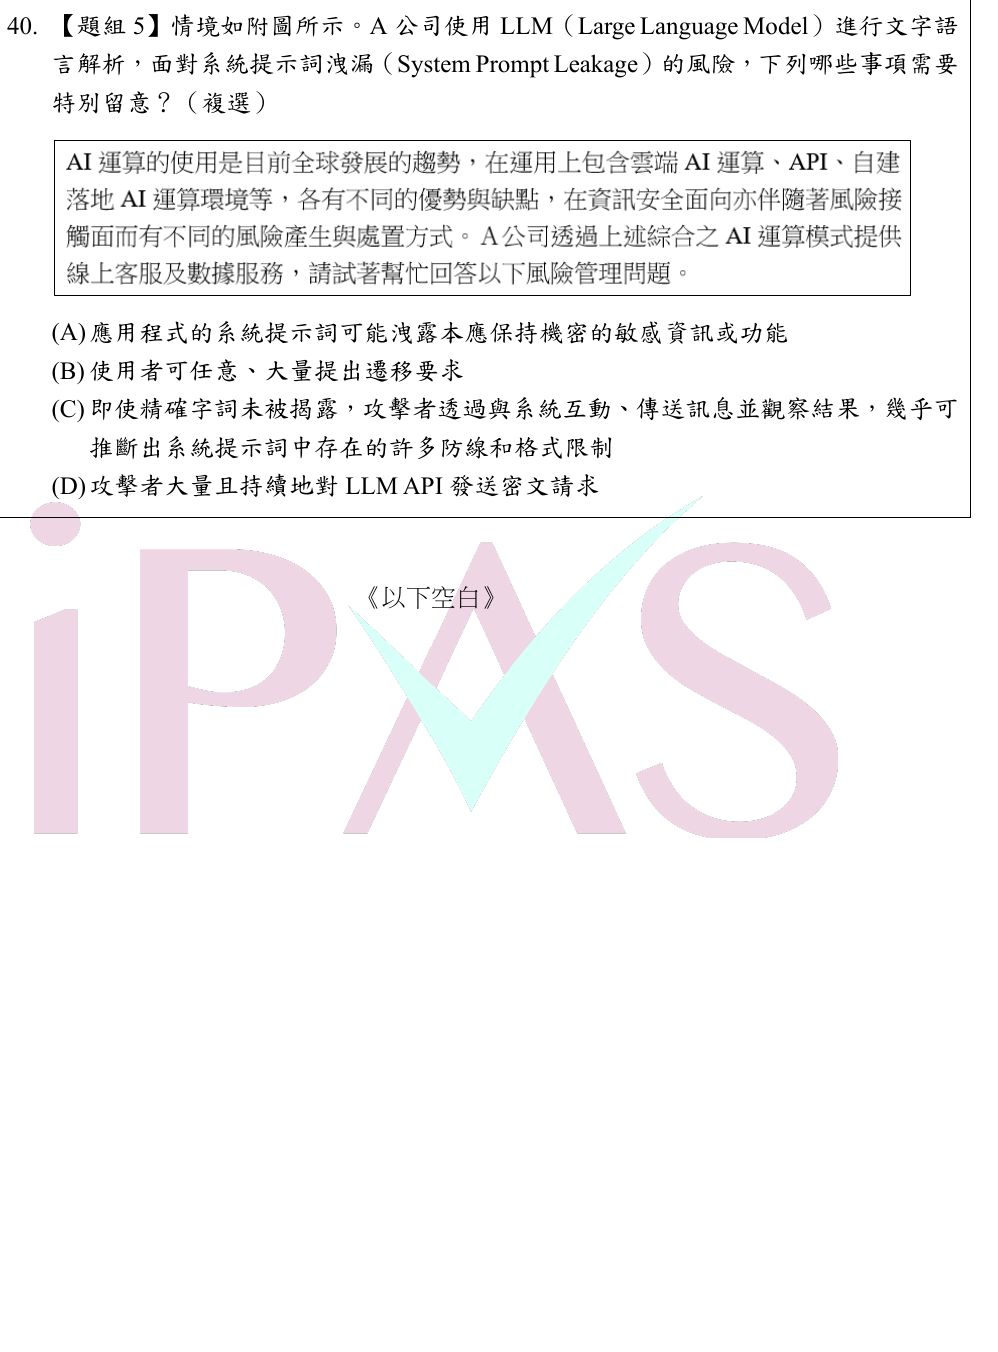 40. 【題組 5】情境如附圖所示。A 公司使用 LLM（Large Language Model）進行文字語
言解析，面對系統提示詞洩漏（System Prompt Leakage）的風險，下列哪些事項需要
特別留意？（複選）
AI 運算的使用是目前全球發展的趨勢，在運用上包含雲端 AI 運算、API、自建
落地 AI 運算環境等，各有不同的優勢與缺點，在資訊安全面向亦伴隨著風險接
觸面而有不同的風險產生與處置方式。A公司透過上述綜合之 AI 運算模式提供
線上客服及數據服務，請試著幫忙回答以下風險管理問題。
(A) 應用程式的系統提示詞可能洩露本應保持機密的敏感資訊或功能
(B) 使用者可任意、大量提出遷移要求
(C) 即使精確字詞未被揭露，攻擊者透過與系統互動、傳送訊息並觀察結果，幾乎可
推斷出系統提示詞中存在的許多防線和格式限制
(D) 攻擊者大量且持續地對 LLM API 發送密文請求
《以下空白》
iPAS